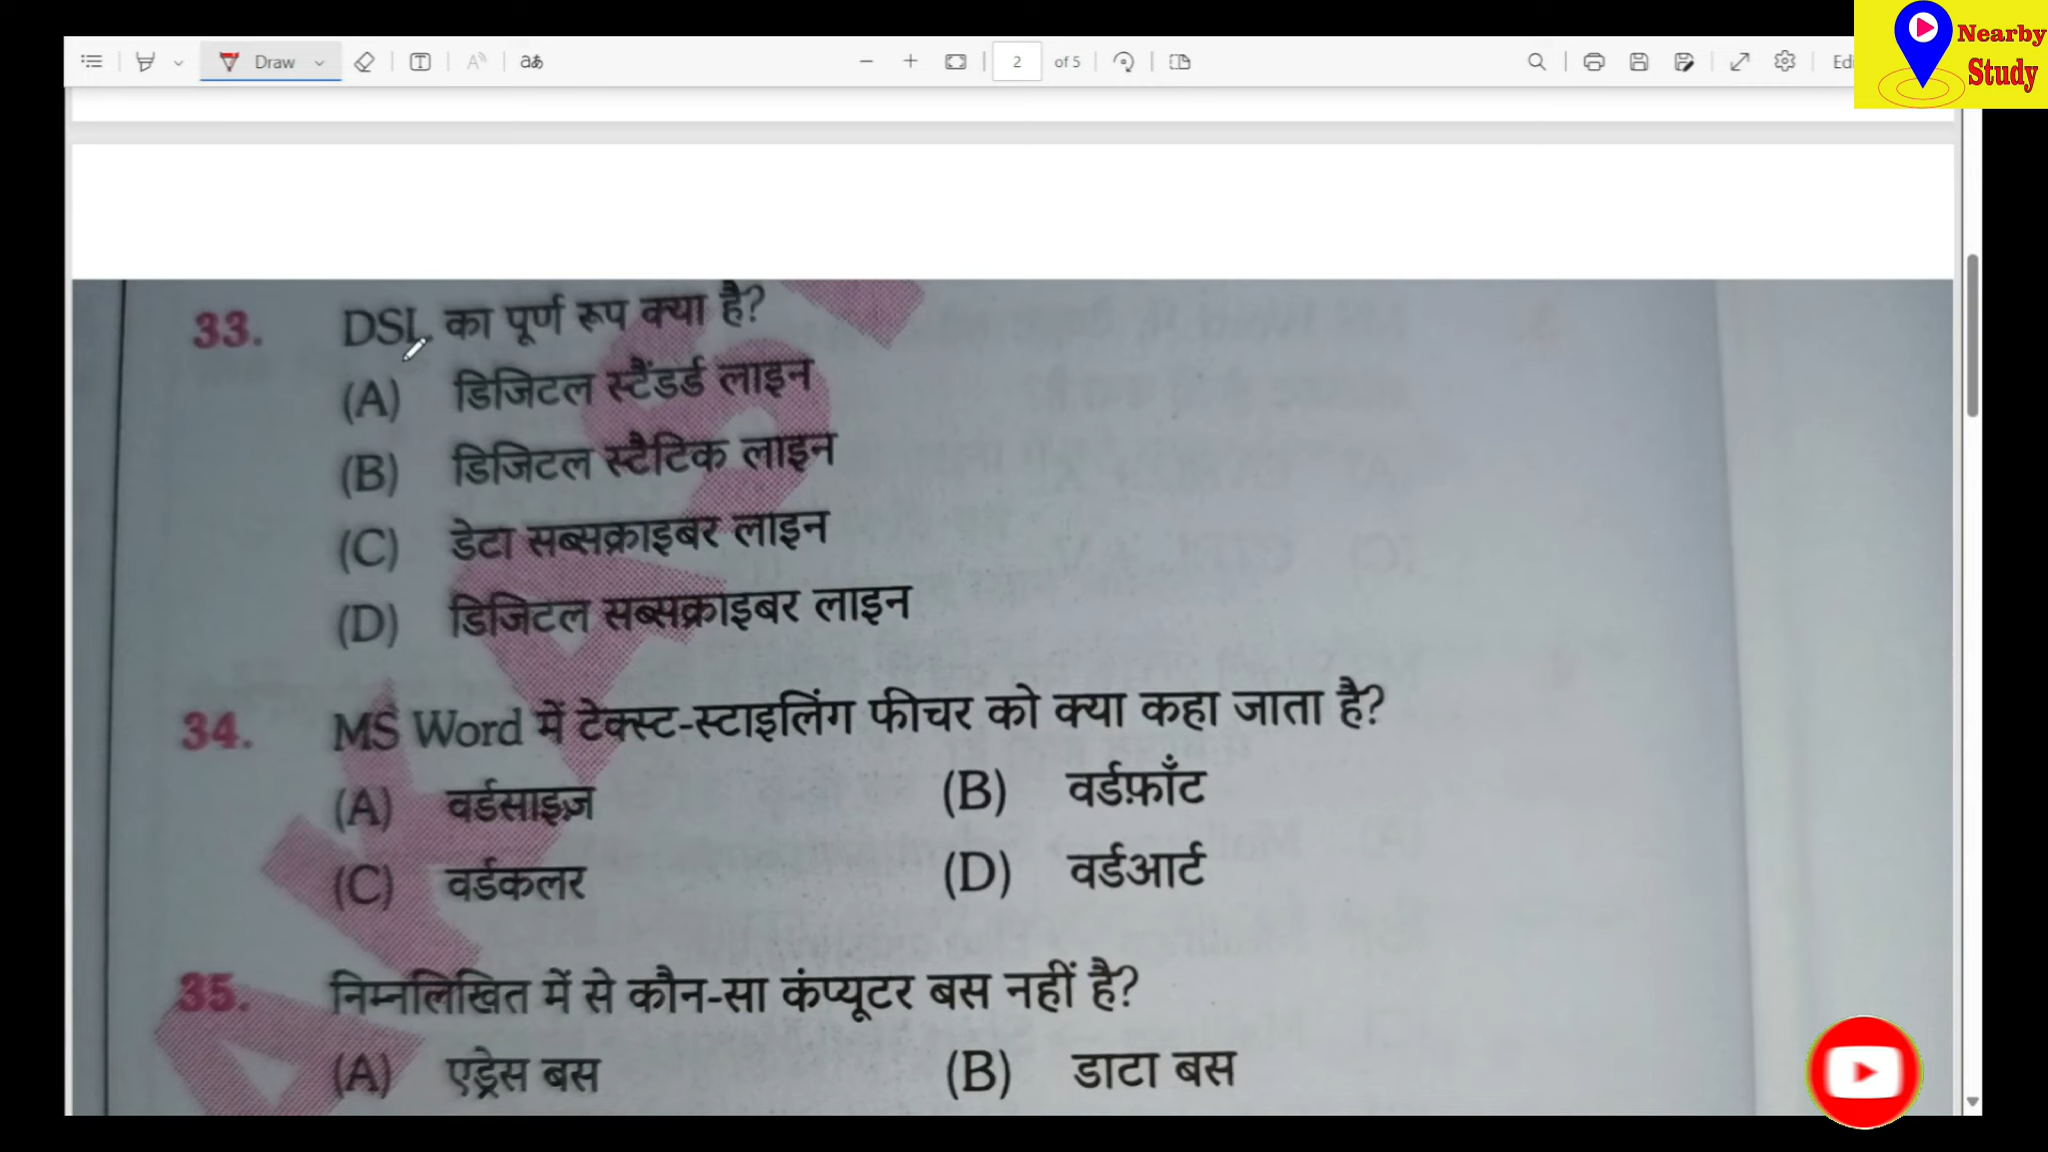 Draw
aあ
2 of 5
Nearby
Study
33. DSL का पूर्ण रूप क्या है?
(A) डिजिटल स्टैंडर्ड लाइन
(B) डिजिटल स्टैटिक लाइन
(C) डेटा सब्सक्राइबर लाइन
(D) डिजिटल सब्सक्राइबर लाइन
34. MS Word में टेक्स्ट-स्टाइलिंग फीचर को क्या कहा जाता है?
(A) वर्डसाइज़ (B) वर्डफ़ॉँट
(C) वर्डकलर (D) वर्डआर्ट
35. निम्नलिखित में से कौन-सा कंप्यूटर बस नहीं है?
(A) एड्रेस बस (B) डाटा बस